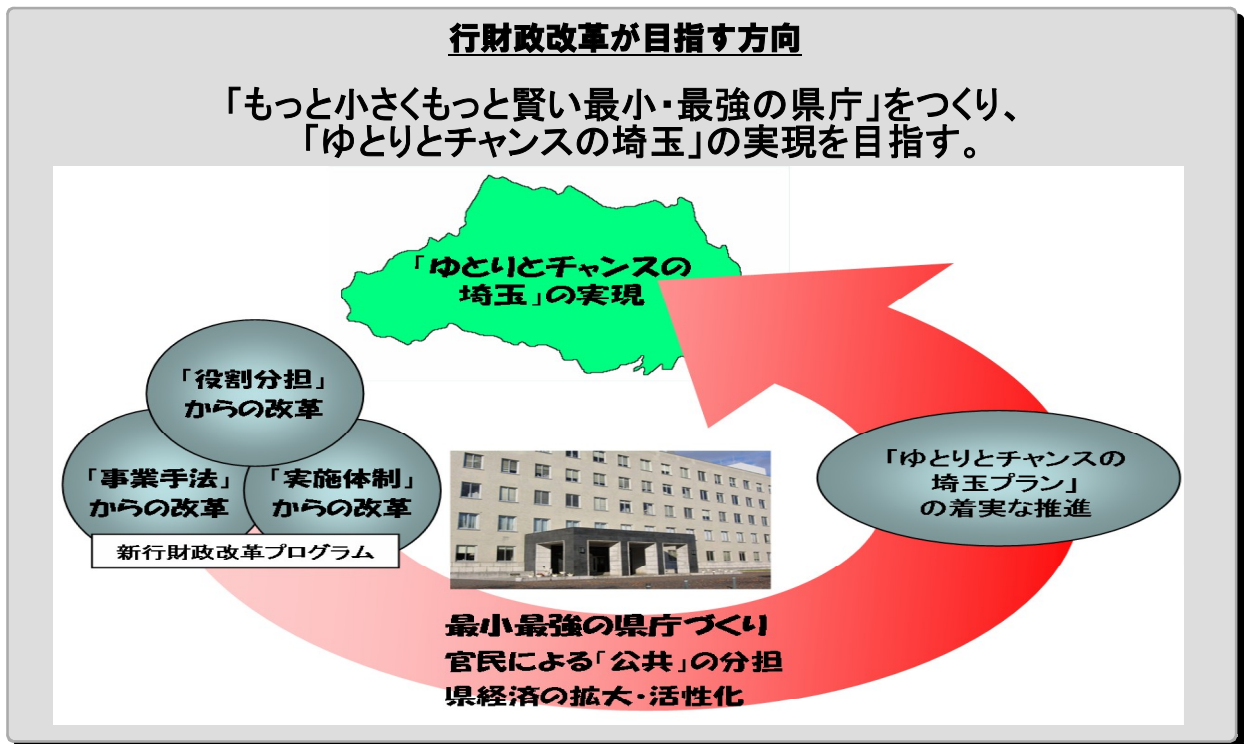 行財政改革が目指す方向
「もっと小さくもっと賢い最小・最強の県庁」をつくり、
「ゆとりとチャンスの埼玉」の実現を目指す。
「ゆとりとチャンスの
埼玉」の実現
「役割分担」
からの改革
「事業手法」
からの改革
「実施体制」
からの改革
新行財政改革プログラム
「ゆとりとチャンスの
埼玉プラン」
の着実な推進
最小最強の県庁づくり
官民による「公共」の分担
県経済の拡大・活性化